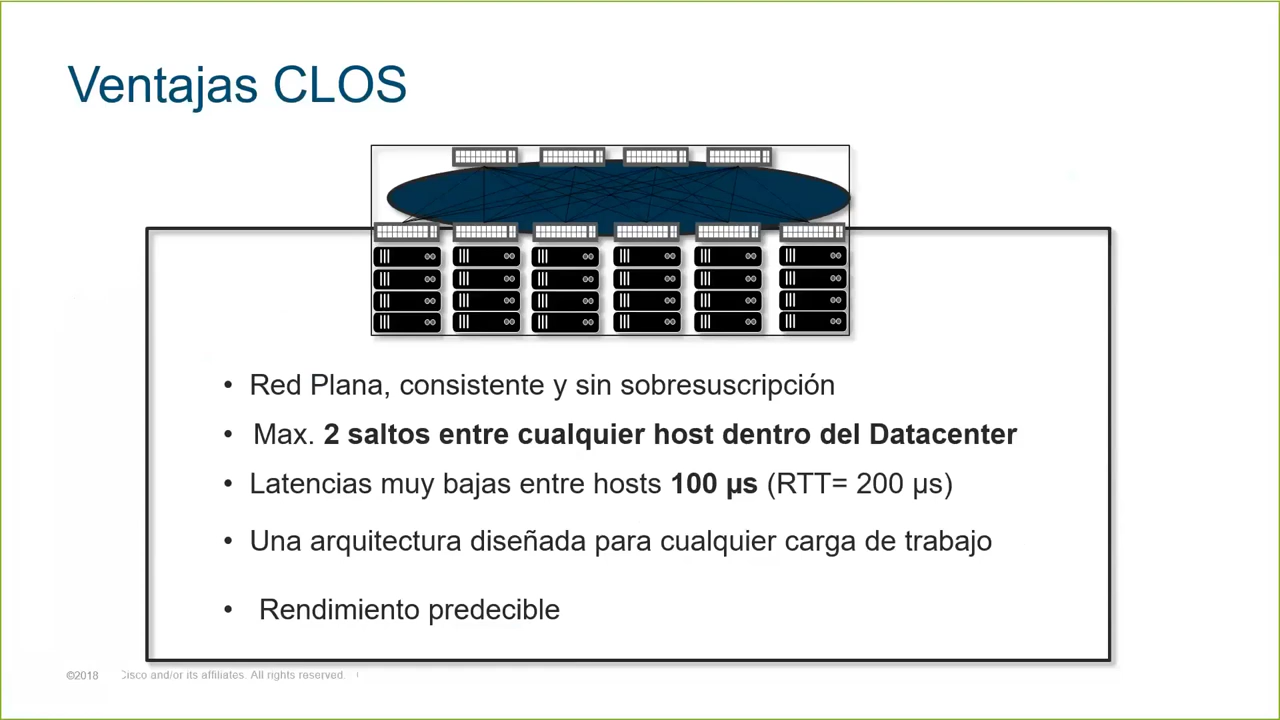 Ventajas CLOS
• Red Plana, consistente y sin sobresuscripción
• Max. 2 saltos entre cualquier host dentro del Datacenter
• Latencias muy bajas entre hosts 100 µs (RTT= 200 µs)
• Una arquitectura diseñada para cualquier carga de trabajo
• Rendimiento predecible
©2018 Cisco and/or its affiliates. All rights reserved.